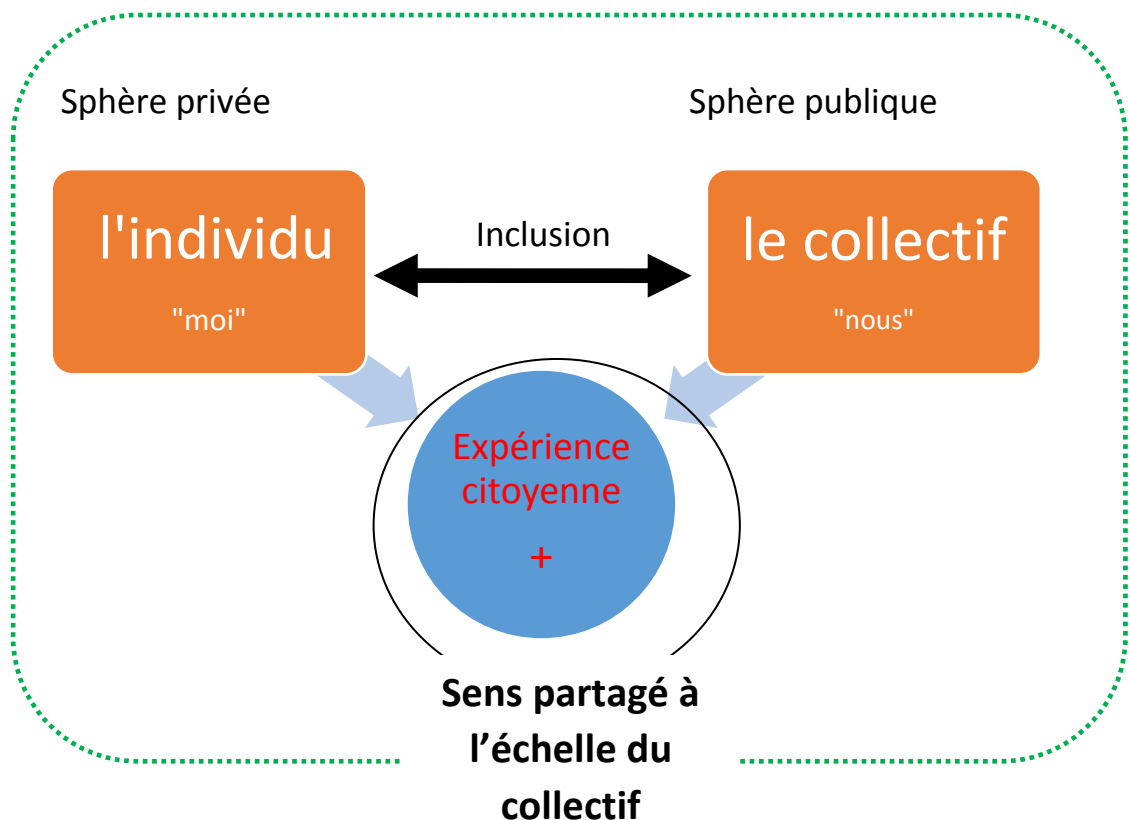 Sphère privée
Sphère publique
l'individu
"moi"
Inclusion
le collectif
"nous"
Expérience
citoyenne
+
Sens partagé à
l’échelle du
collectif